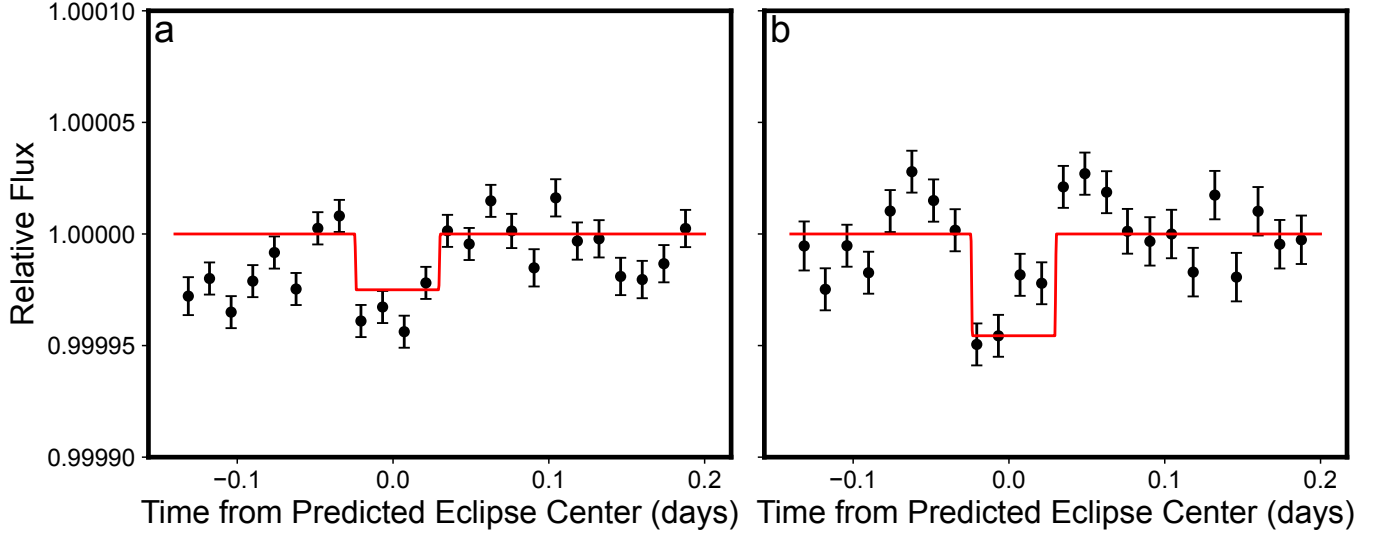 a
b
1.00010
1.00005
1.00000
0.99995
0.99990
Relative Flux
−0.1 0.0 0.1 0.2
−0.1 0.0 0.1 0.2
Time from Predicted Eclipse Center (days)
Time from Predicted Eclipse Center (days)